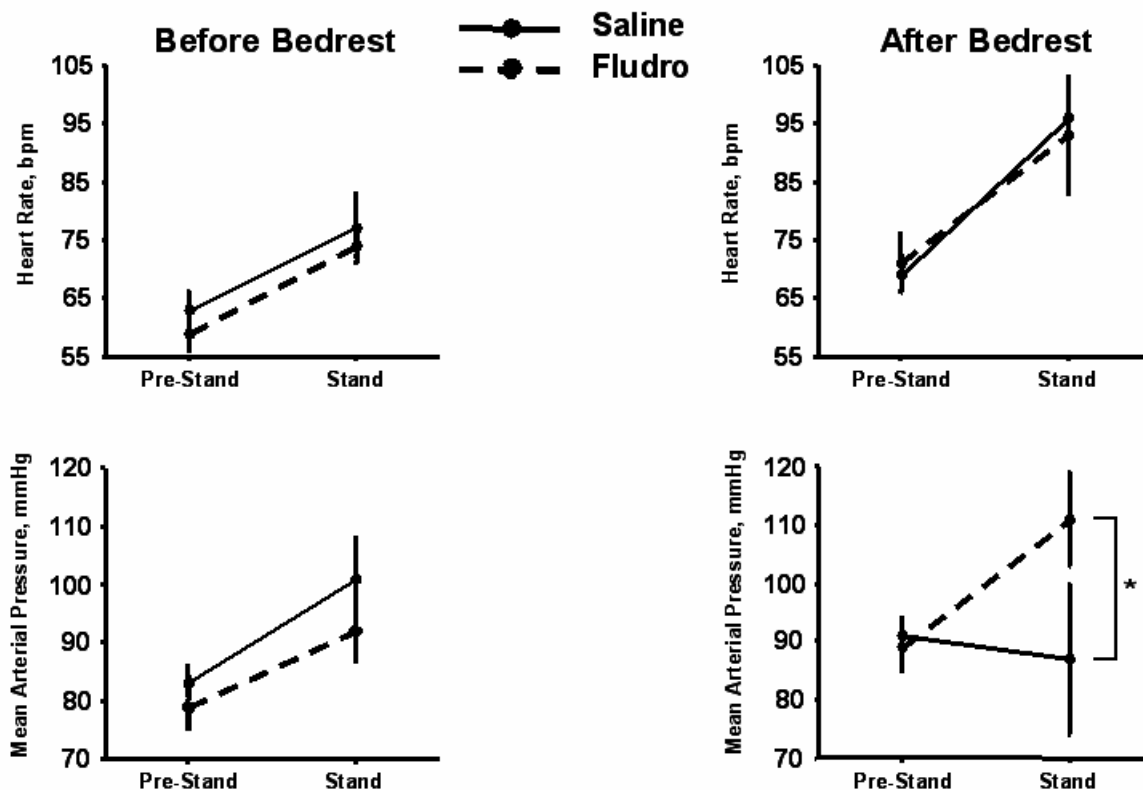 Before Bedrest
Saline
Fludro
After Bedrest
105
95
85
75
65
55
Heart Rate, bpm
Pre-Stand
Stand
105
95
85
75
65
55
Heart Rate, bpm
Pre-Stand
Stand
120
110
100
90
80
70
Mean Arterial Pressure, mmHg
Pre-Stand
Stand
120
110
100
90
80
70
Mean Arterial Pressure, mmHg
Pre-Stand
Stand
*